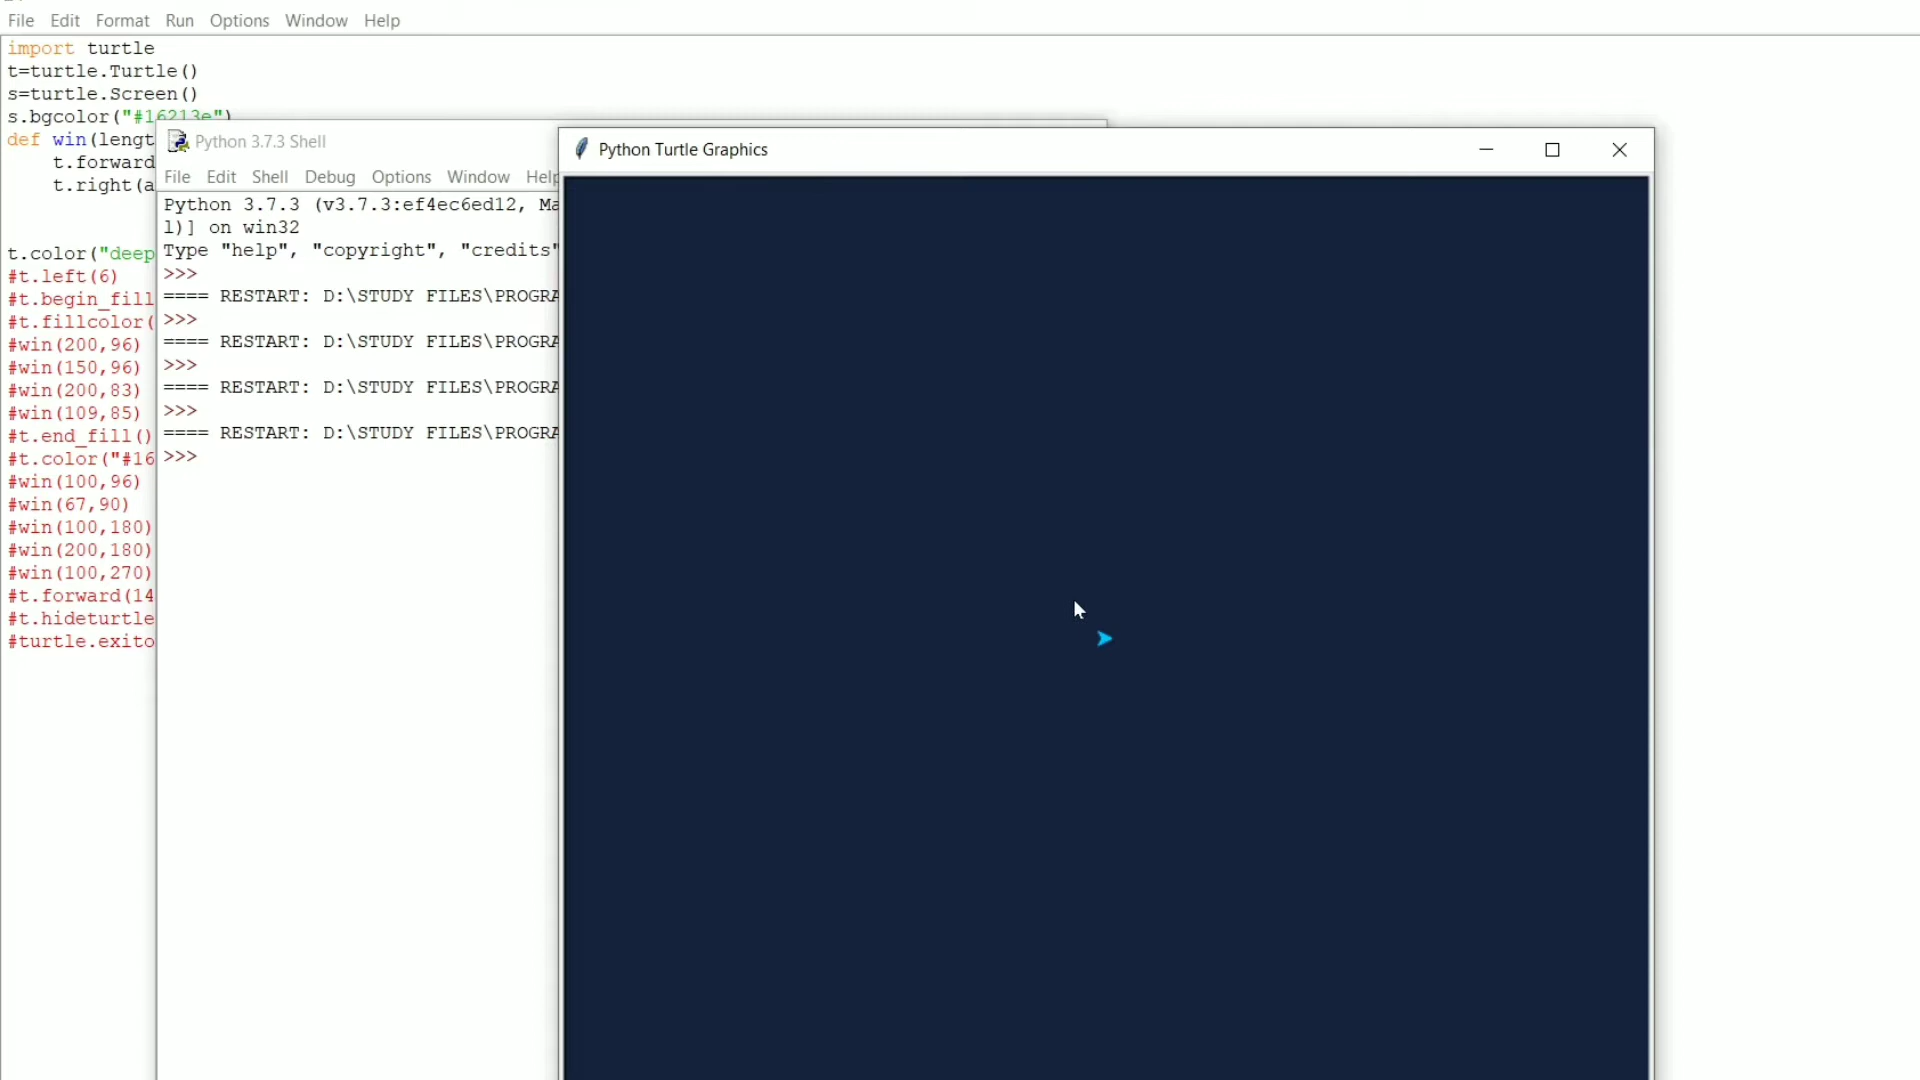 File Edit Format Run Options Window Help
import turtle
t=turtle.Turtle()
s=turtle.Screen()
s.bgcolor("#16213e")
def win(lengt
t.forward
t.right(a
t.color("deep
#t.left(6)
#t.begin_fill
#t.fillcolor(
#win(200,96)
#win(150,96)
#win(200,83)
#win(109,85)
#t.end_fill()
#t.color("#16
#win(100,96)
#win(67,90)
#win(100,180)
#win(200,180)
#win(100,270)
#t.forward(14
#t.hideturtle
#turtle.exito
Python 3.7.3 Shell
File Edit Shell Debug Options Window Help
Python 3.7.3 (v3.7.3:ef4ec6ed12, Ma
l)] on win32
Type "help", "copyright", "credits"
>>>
==== RESTART: D:\STUDY FILES\PROGRA
>>>
==== RESTART: D:\STUDY FILES\PROGRA
>>>
==== RESTART: D:\STUDY FILES\PROGRA
>>>
==== RESTART: D:\STUDY FILES\PROGRA
>>>
Python Turtle Graphics